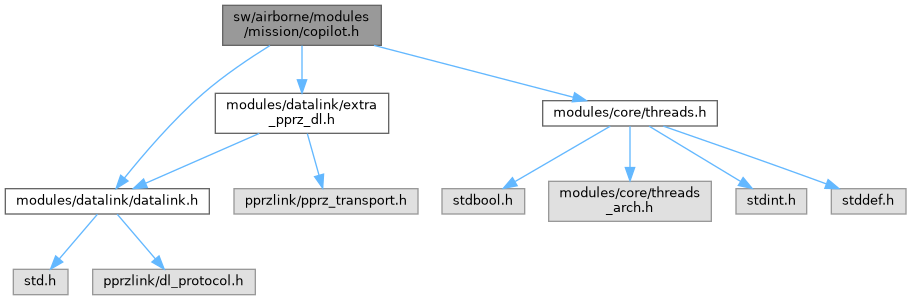 sw/airborne/modules
/mission/copilot.h
modules/datalink/extra
_pprz_dl.h
modules/core/threads.h
modules/datalink/datalink.h
pprzlink/pprz_transport.h
stdbool.h
modules/core/threads
_arch.h
stdint.h
stddef.h
std.h
pprzlink/dl_protocol.h